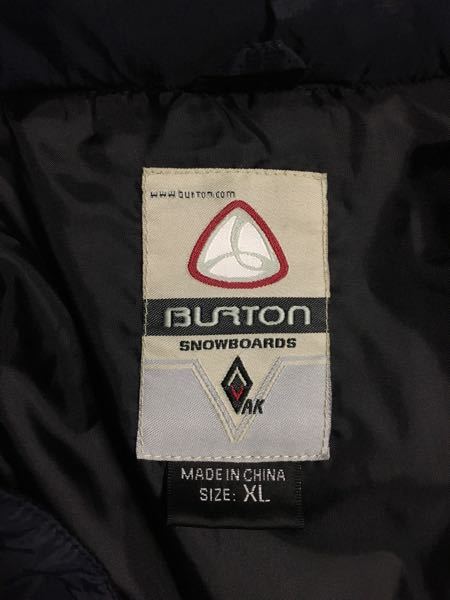 www.burton.com
BURTON
SNOWBOARDS
AK
MADE IN CHINA
SIZE: XL